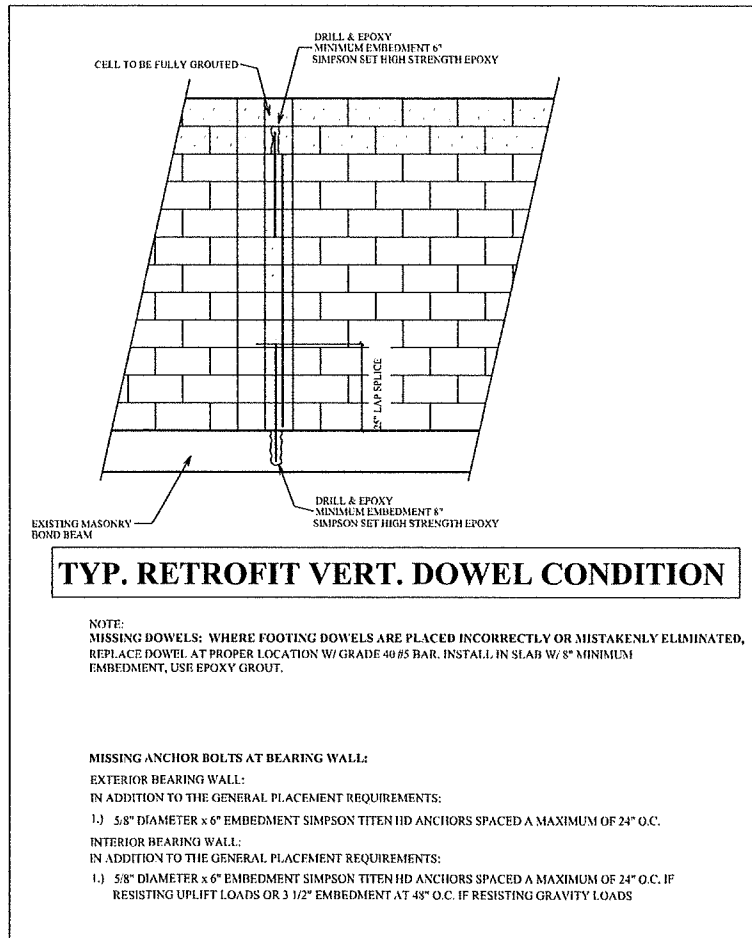 DRILL & EPOXY
MINIMUM EMBEDMENT 6"
SIMPSON SET HIGH STRENGTH EPOXY
CELL TO BE FULLY GROUTED
25" LAP SPLICE
DRILL & EPOXY
MINIMUM EMBEDMENT 8"
SIMPSON SET HIGH STRENGTH EPOXY
EXISTING MASONRY
BOND BEAM
TYP. RETROFIT VERT. DOWEL CONDITION
NOTE:
MISSING DOWELS: WHERE FOOTING DOWELS ARE PLACED INCORRECTLY OR MISTAKENLY ELIMINATED,
REPLACE DOWEL AT PROPER LOCATION W/ GRADE 40 #5 BAR. INSTALL IN SLAB W/ 8" MINIMUM
EMBEDMENT, USE EPOXY GROUT.
MISSING ANCHOR BOLTS AT BEARING WALL:
EXTERIOR BEARING WALL:
IN ADDITION TO THE GENERAL PLACEMENT REQUIREMENTS:
1.) 5/8" DIAMETER x 6" EMBEDMENT SIMPSON TITEN HD ANCHORS SPACED A MAXIMUM OF 24" O.C.
INTERIOR BEARING WALL:
IN ADDITION TO THE GENERAL PLACEMENT REQUIREMENTS:
1.) 5/8" DIAMETER x 6" EMBEDMENT SIMPSON TITEN HD ANCHORS SPACED A MAXIMUM OF 24" O.C. IF
RESISTING UPLIFT LOADS OR 3 1/2" EMBEDMENT AT 48" O.C. IF RESISTING GRAVITY LOADS